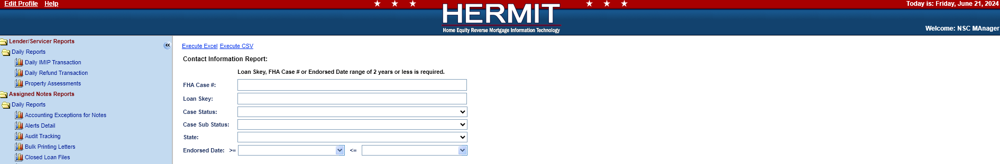 Edit Profile Help
Today is: Friday, June 21, 2024
HERMIT
Home Equity Reverse Mortgage Information Technology
Welcome: NSC MAnager
Lender/Servicer Reports
Daily Reports
Daily IMIP Transaction
Daily Refund Transaction
Property Assessments
Assigned Notes Reports
Daily Reports
Accounting Exceptions for Notes
Alerts Detail
Audit Tracking
Bulk Printing Letters
Closed Loan Files
«
Execute Excel Execute CSV
Contact Information Report:
Loan Skey, FHA Case # or Endorsed Date range of 2 years or less is required.
FHA Case #:
Loan Skey:
Case Status:
Case Sub Status:
State:
Endorsed Date: >= <=